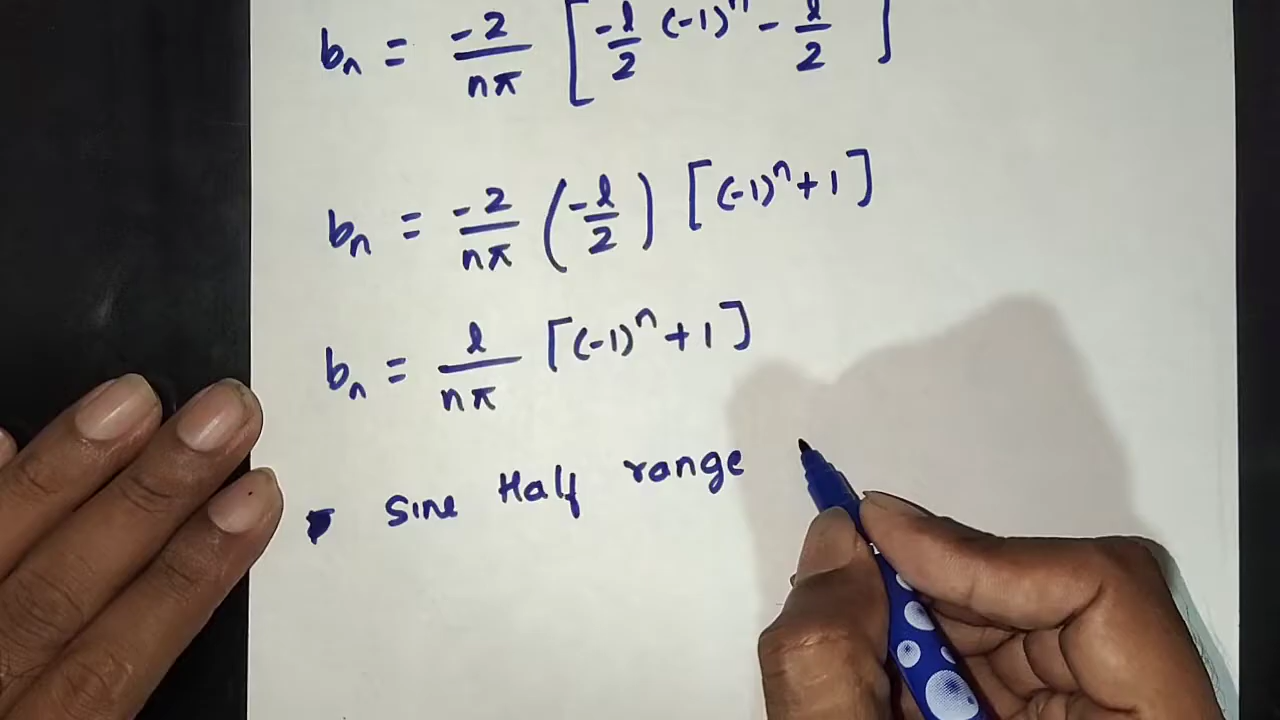 bₙ = -2/nπ [-l/2 (-1)ⁿ - l/2]
bₙ = -2/nπ (-l/2) [(-1)ⁿ + 1]
bₙ = l/nπ [(-1)ⁿ + 1]
Sine Half range